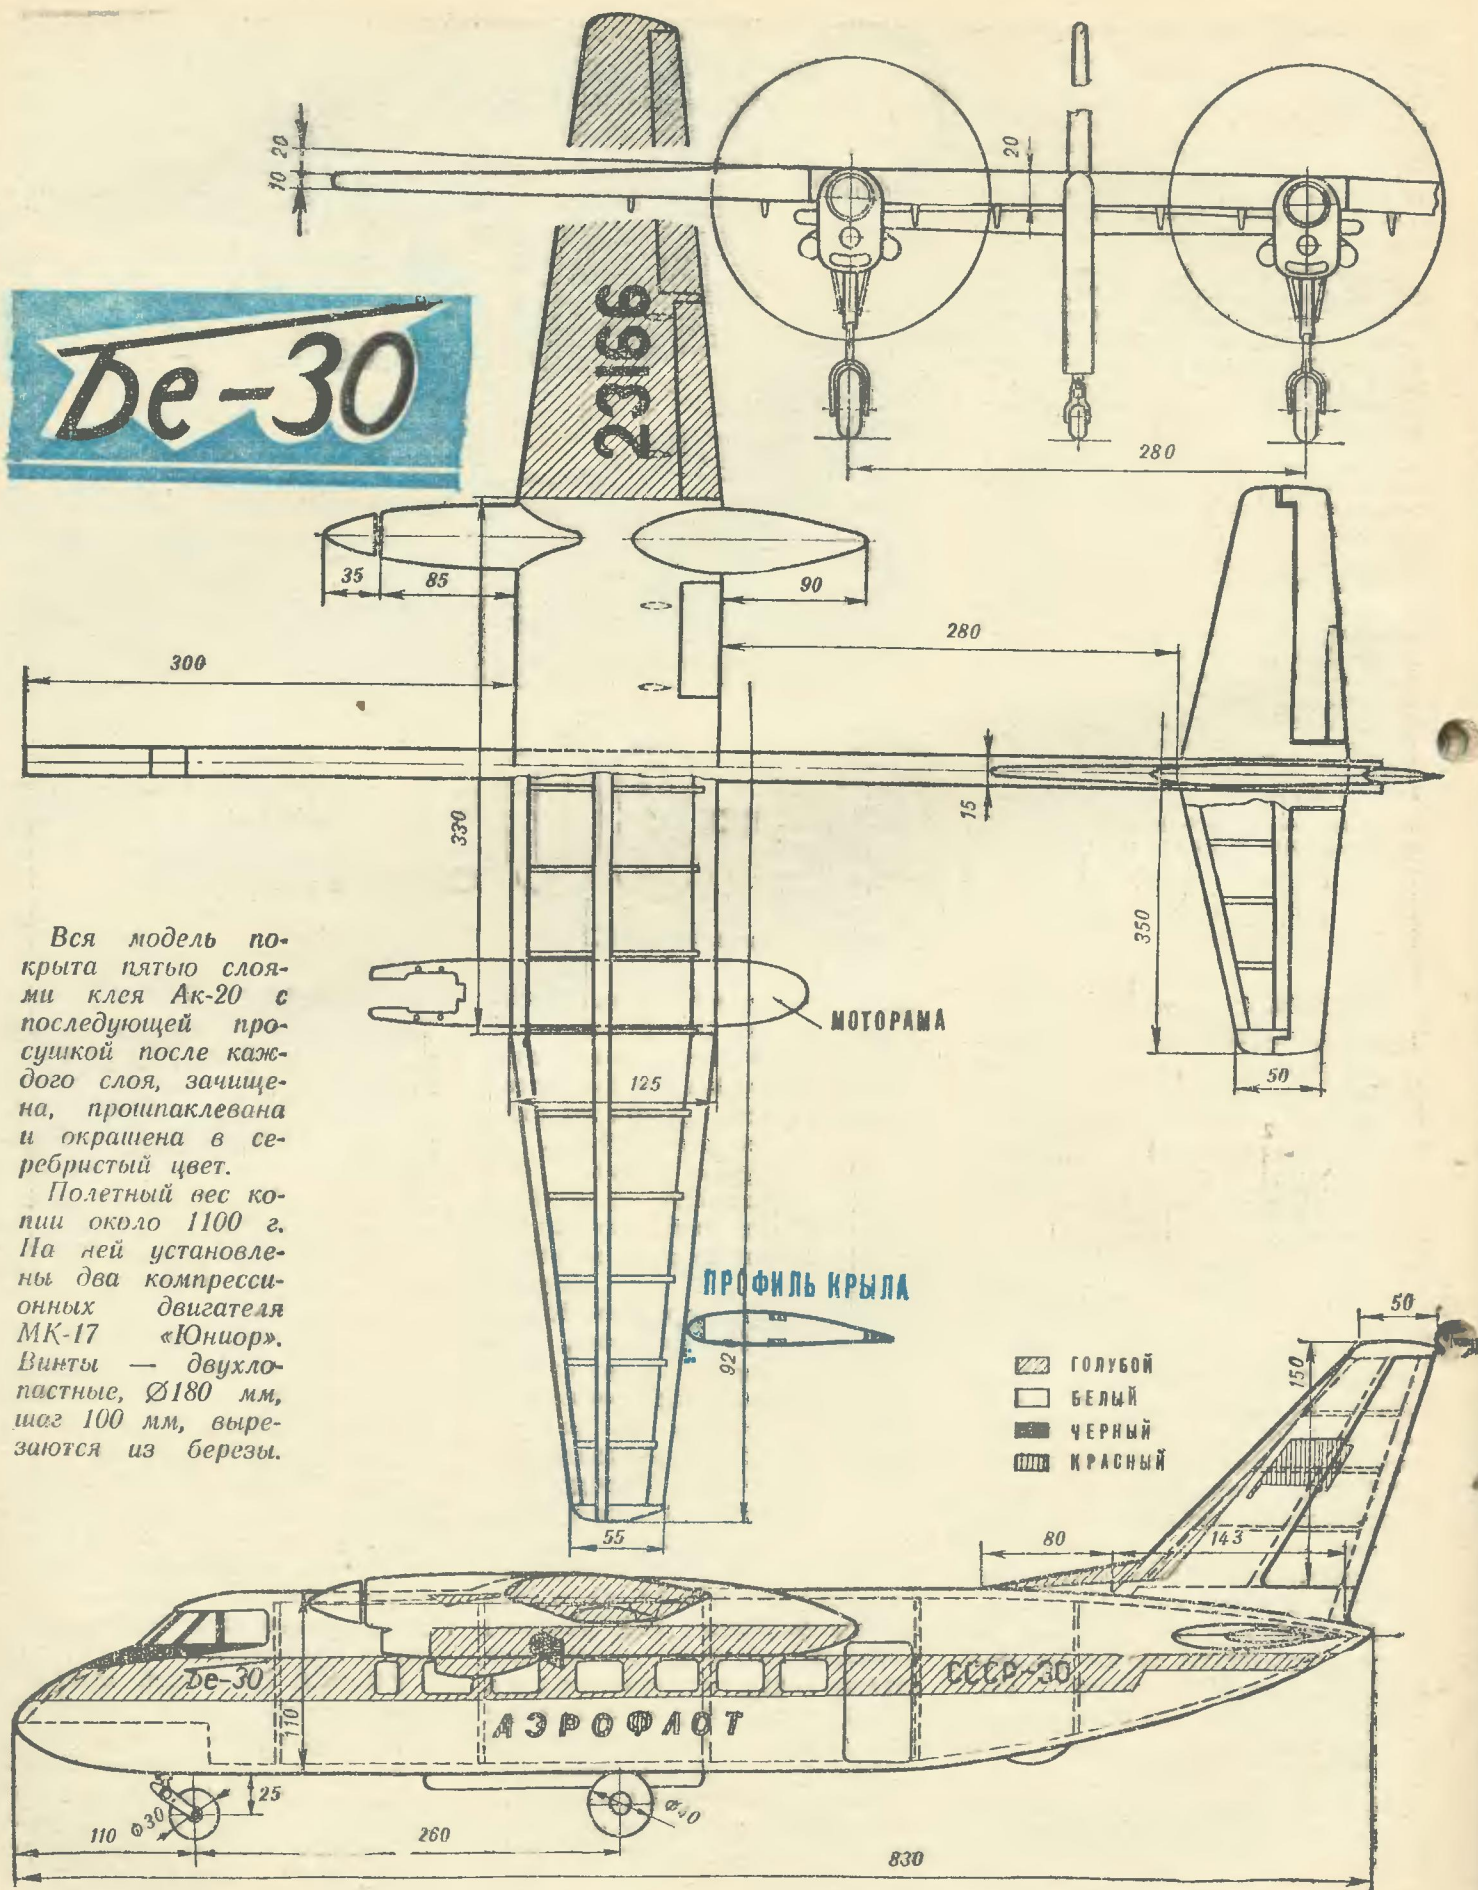 20
10
20
Бе-30
23166
280
35
85
90
280
300
330
15
350
Вся модель по-
крыта пятью слоя-
ми клея Ак-20 с
последующей про-
сушкой после каж-
дого слоя, зачище-
на, прошпаклевана
и окрашена в се-
ребристый цвет.
Полетный вес ко-
пии около 1100 г.
На ней установле-
ны два компресси-
онных двигателя
МК-17 «Юниор».
Винты — двухло-
пастные, Ø180 мм,
шаг 100 мм, выре-
заются из березы.
МОТОРАМА
125
50
ПРОФИЛЬ КРЫЛА
92
55
ГОЛУБОЙ
БЕЛЫЙ
ЧЕРНЫЙ
КРАСНЫЙ
50
150
80
143
Бе-30
СССР-30
110
АЭРОФЛОТ
25
Ø30
110
260
830